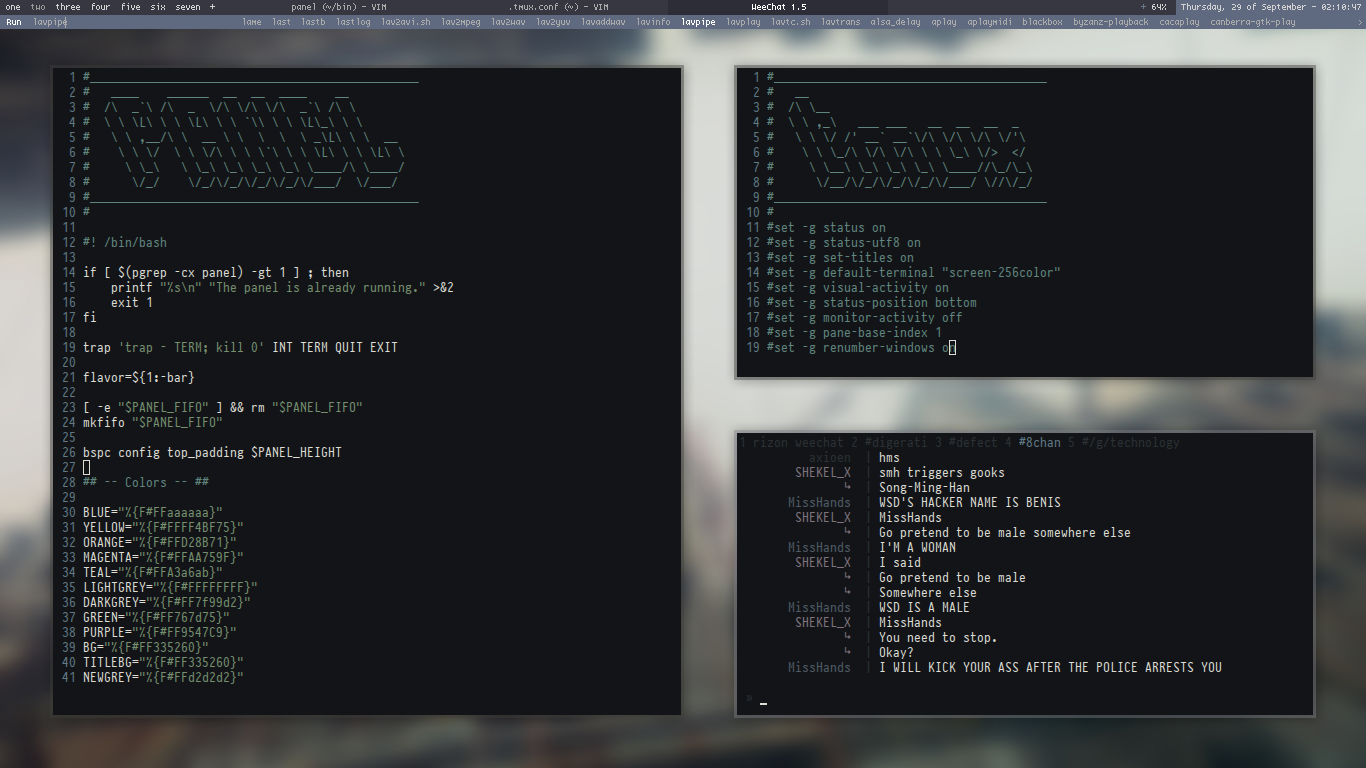 one two three four five six seven + panel (~/bin) - VIM .tmux.conf (~) - VIM WeeChat 1.5 + 64% Thursday, 29 of September - 02:10:47
Run lavpipe lame last lastb lastlog lav2avi.sh lav2mpeg lav2wav lav2yuv lavaddwav lavinfo lavpipe lavplay lavtc.sh lavtrans alsa_delay aplay aplaymidi blackbox byzanz-playback cacaplay canberra-gtk-play >
1 #
2 #
3 #
4 #
5 #
6 #
7 #
8 #
9 #
10 #
11
12 #! /bin/bash
13
14 if [ $(pgrep -cx panel) -gt 1 ] ; then
15 printf "%s\n" "The panel is already running." >&2
16 exit 1
17 fi
18
19 trap 'trap - TERM; kill 0' INT TERM QUIT EXIT
20
21 flavor=${1:-bar}
22
23 [ -e "$PANEL_FIFO" ] && rm "$PANEL_FIFO"
24 mkfifo "$PANEL_FIFO"
25
26 bspc config top_padding $PANEL_HEIGHT
27
28 ## -- Colors -- ##
29
30 BLUE="%{F#FFaaaaaa}"
31 YELLOW="%{F#FFFF4BF75}"
32 ORANGE="%{F#FFD28B71}"
33 MAGENTA="%{F#FFAA759F}"
34 TEAL="%{F#FFA3a6ab}"
35 LIGHTGREY="%{F#FFFFFFFF}"
36 DARKGREY="%{F#FF7f99d2}"
37 GREEN="%{F#FF767d75}"
38 PURPLE="%{F#FF9547C9}"
39 BG="%{F#FF335260}"
40 TITLEBG="%{F#FF335260}"
41 NEWGREY="%{F#FFd2d2d2}"
1 #
2 #
3 #
4 #
5 #
6 #
7 #
8 #
9 #
10 #
11 #set -g status on
12 #set -g status-utf8 on
13 #set -g set-titles on
14 #set -g default-terminal "screen-256color"
15 #set -g visual-activity on
16 #set -g status-position bottom
17 #set -g monitor-activity off
18 #set -g pane-base-index 1
19 #set -g renumber-windows on
1 rizon weechat 2 #digerati 3 #defect 4 #8chan 5 #/g/technology
axioen | hms
SHEKEL_X | smh triggers gooks
↳ | Song-Ming-Han
MissHands | WSD'S HACKER NAME IS BENIS
SHEKEL_X | MissHands
↳ | Go pretend to be male somewhere else
MissHands | I'M A WOMAN
SHEKEL_X | I said
↳ | Go pretend to be male
↳ | Somewhere else
MissHands | WSD IS A MALE
SHEKEL_X | MissHands
↳ | You need to stop.
↳ | Okay?
MissHands | I WILL KICK YOUR ASS AFTER THE POLICE ARRESTS YOU
» _